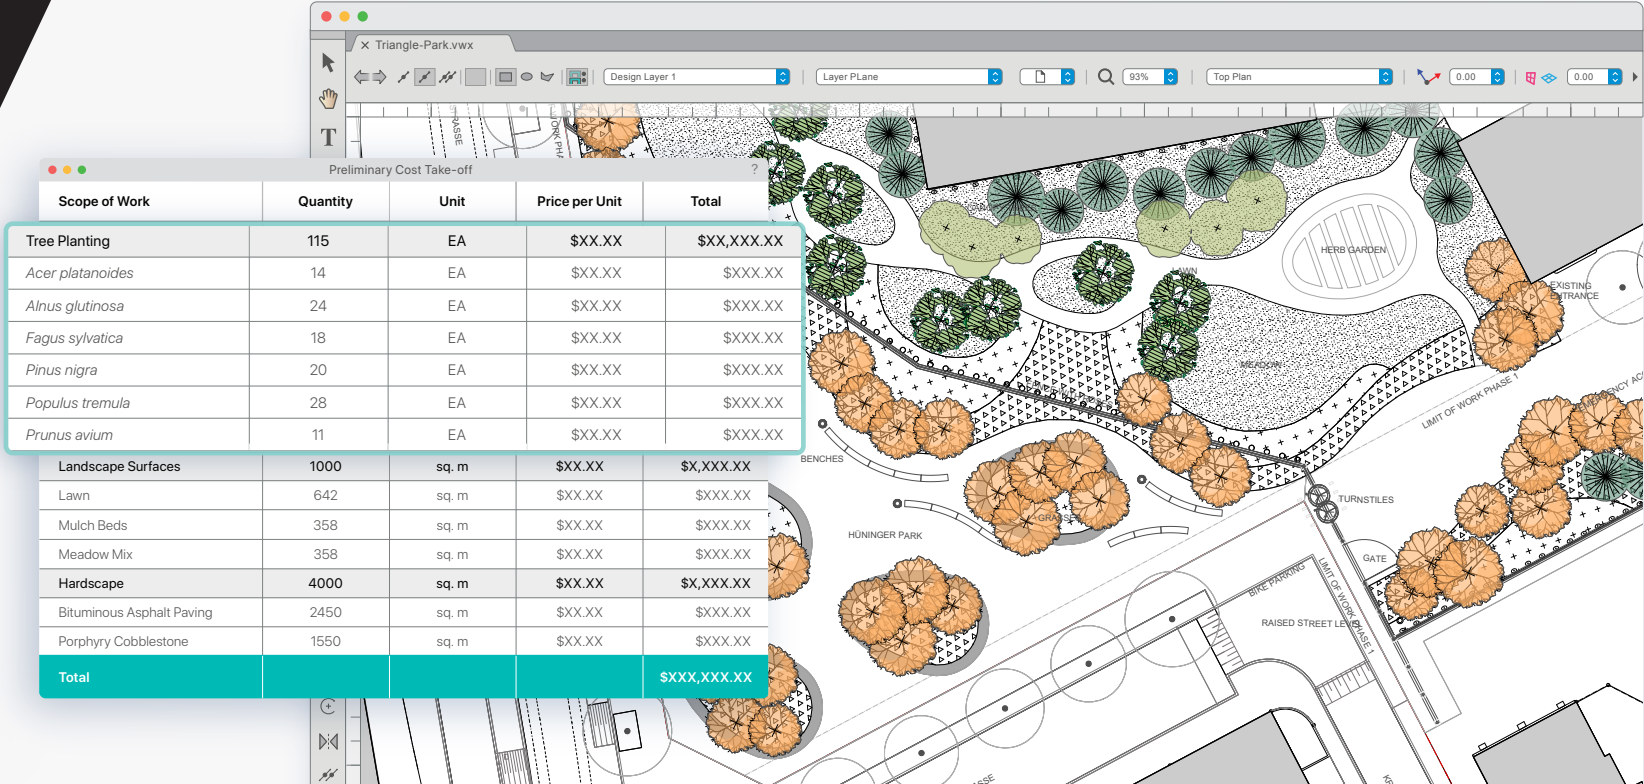 Triangle-Park.vwx
Design Layer 1
Layer PLane
93%
Top Plan
0.00
0.00
T
Preliminary Cost Take-off
?
Scope of Work Quantity Unit Price per Unit Total
Tree Planting 115 EA $XX.XX $XX,XXX.XX
Acer platanoides 14 EA $XX.XX $XXX.XX
Alnus glutinosa 24 EA $XX.XX $XXX.XX
Fagus sylvatica 18 EA $XX.XX $XXX.XX
Pinus nigra 20 EA $XX.XX $XXX.XX
Populus tremula 28 EA $XX.XX $XXX.XX
Prunus avium 11 EA $XX.XX $XXX.XX
Landscape Surfaces 1000 sq. m $XX.XX $X,XXX.XX
Lawn 642 sq. m $XX.XX $XXX.XX
Mulch Beds 358 sq. m $XX.XX $XXX.XX
Meadow Mix 358 sq. m $XX.XX $XXX.XX
Hardscape 4000 sq. m $XX.XX $X,XXX.XX
Bituminous Asphalt Paving 2450 sq. m $XX.XX $XXX.XX
Porphyry Cobblestone 1550 sq. m $XX.XX $XXX.XX
Total $XXX,XXX.XX
HERB GARDEN
EXISTING
ENTRANCE
MEADOW
LIMIT OF WORK PHASE 1
BENCHES
TURNSTILES
GRASSES
HÜNINGER PARK
GATE
BIKE PARKING
LIMIT OF WORK PHASE 1
RAISED STREET LEVEL